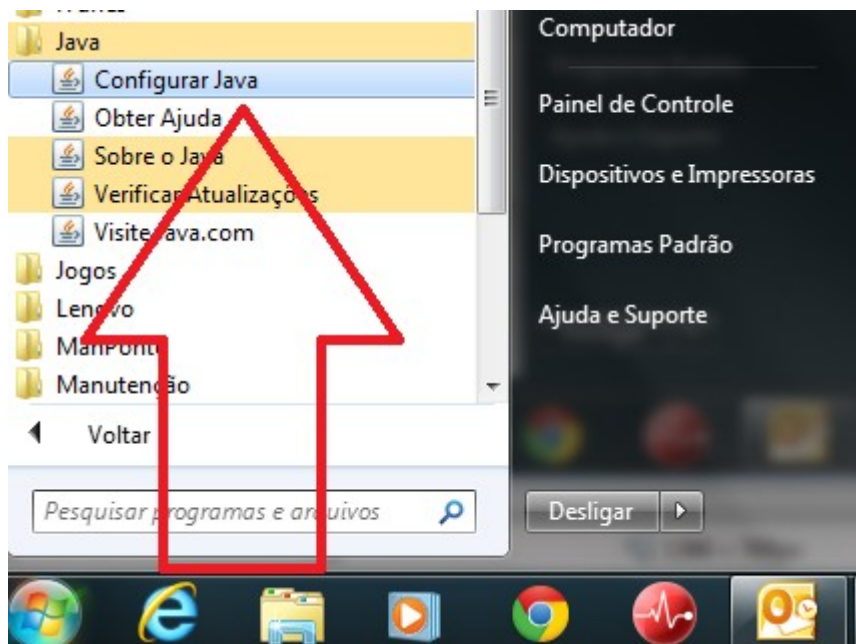 Java
Configurar Java
Obter Ajuda
Sobre o Java
Verificar Atualizações
Visite Java.com
Jogos
Lenovo
ManPonto
Manutenção
Voltar
Pesquisar programas e arquivos
Computador
Painel de Controle
Dispositivos e Impressoras
Programas Padrão
Ajuda e Suporte
Desligar